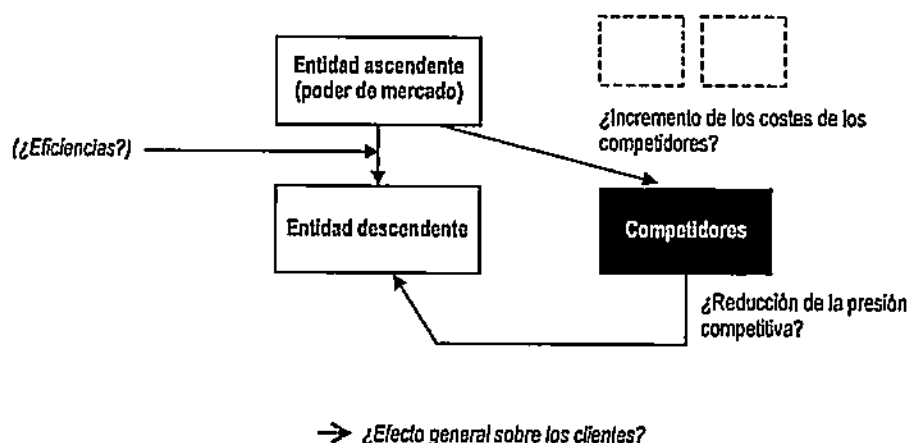 Entidad ascendente
(poder de mercado)
¿Incremento de los costes de los
competidores?
(¿Eficiencias?)
Entidad descendente
Competidores
¿Reducción de la presión
competitiva?
¿Efecto general sobre los clientes?